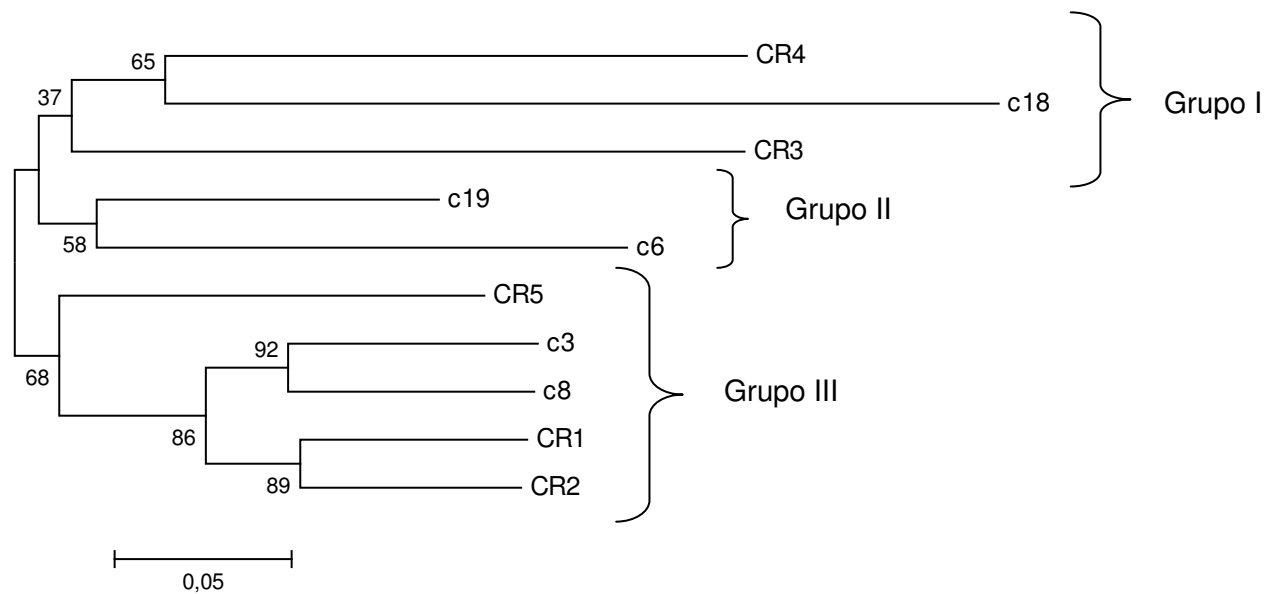 CR4
65
37
c18
Grupo I
CR3
c19
Grupo II
58
c6
CR5
c3
92
68
c8
Grupo III
86
CR1
89
CR2
0,05